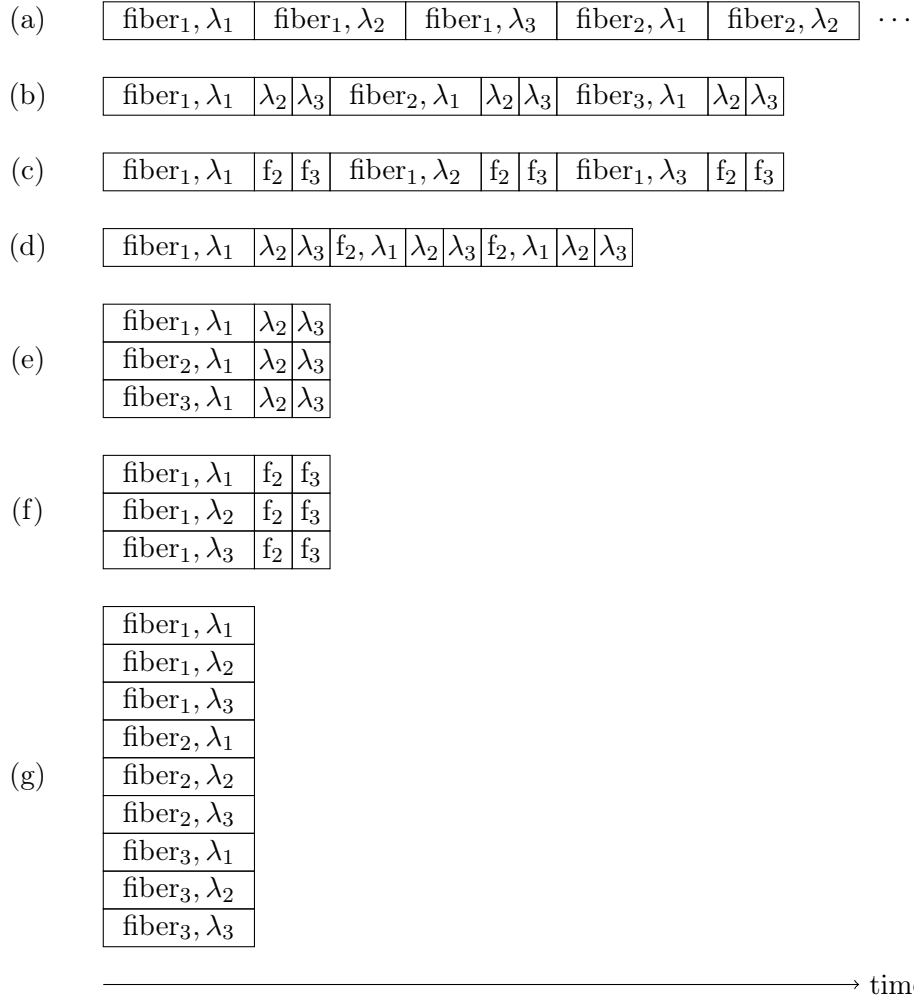 (a) fiber₁, λ₁ fiber₁, λ₂ fiber₁, λ₃ fiber₂, λ₁ fiber₂, λ₂ ···
(b) fiber₁, λ₁ λ₂ λ₃ fiber₂, λ₁ λ₂ λ₃ fiber₃, λ₁ λ₂ λ₃
(c) fiber₁, λ₁ f₂ f₃ fiber₁, λ₂ f₂ f₃ fiber₁, λ₃ f₂ f₃
(d) fiber₁, λ₁ λ₂ λ₃ f₂, λ₁ λ₂ λ₃ f₂, λ₁ λ₂ λ₃
fiber₁, λ₁ λ₂ λ₃
(e) fiber₂, λ₁ λ₂ λ₃
fiber₃, λ₁ λ₂ λ₃
fiber₁, λ₁ f₂ f₃
(f) fiber₁, λ₂ f₂ f₃
fiber₁, λ₃ f₂ f₃
fiber₁, λ₁
fiber₁, λ₂
fiber₁, λ₃
fiber₂, λ₁
(g) fiber₂, λ₂
fiber₂, λ₃
fiber₃, λ₁
fiber₃, λ₂
fiber₃, λ₃
time